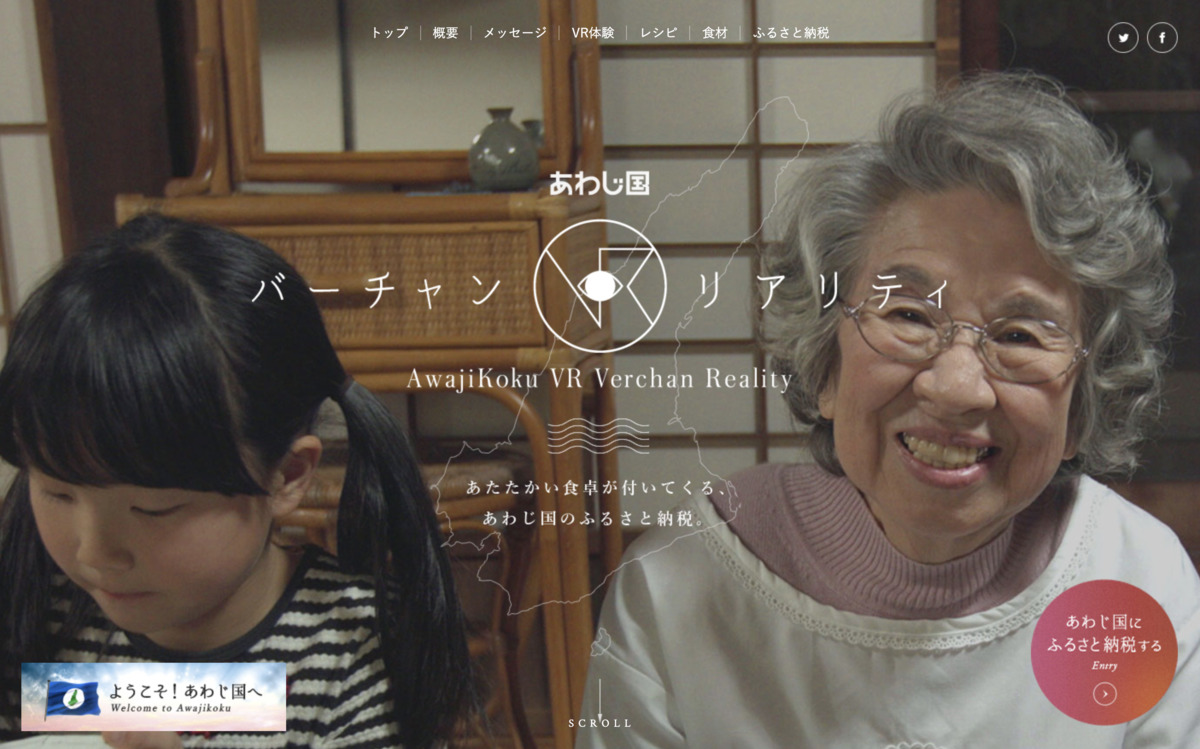 トップ
概要
メッセージ
VR体験
レシピ
食材
ふるさと納税
あわじ国
バーチャン
VR
リアリティ
AwajiKoku VR Verchan Reality
あたたかい食卓が付いてくる、
あわじ国のふるさと納税。
あわじ国に
ふるさと納税する
Entry
ようこそ!あわじ国へ
Welcome to Awajikoku
SCROLL